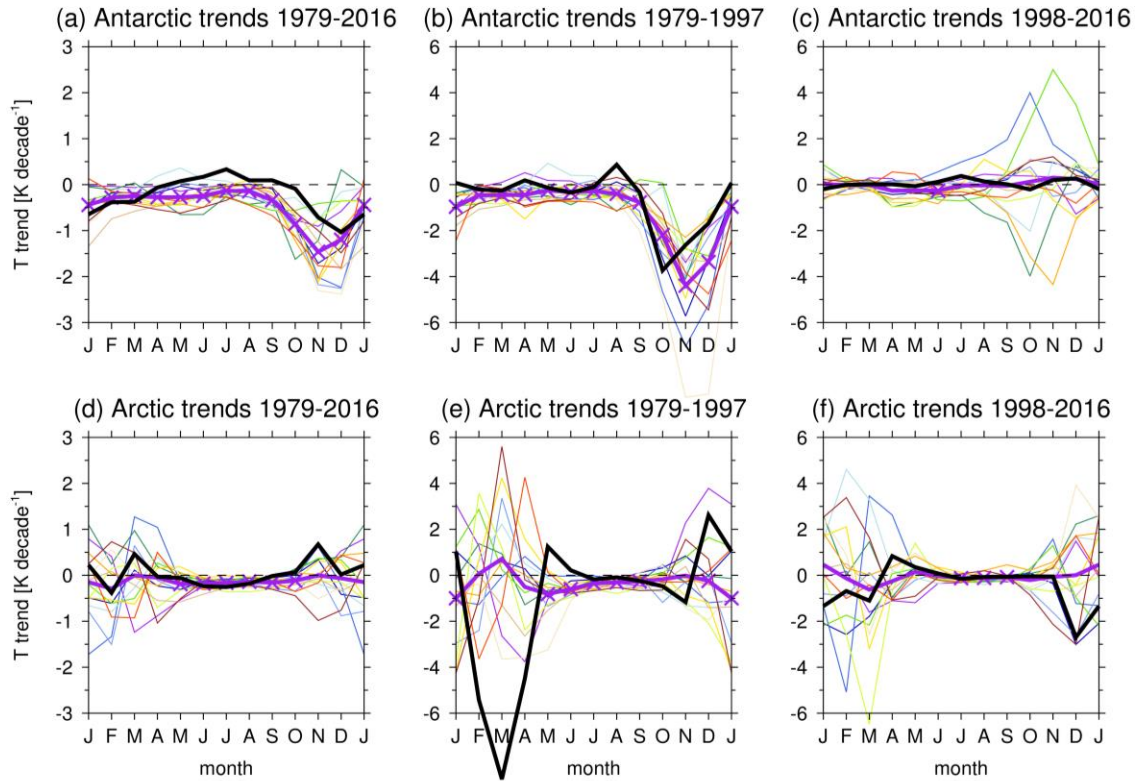 (a) Antarctic trends 1979-2016
(b) Antarctic trends 1979-1997
(c) Antarctic trends 1998-2016
T trend [K decade⁻¹]
3
2
1
0
-1
-2
-3
J F M A M J J A S O N D J
6
4
2
0
-2
-4
-6
J F M A M J J A S O N D J
6
4
2
0
-2
-4
-6
J F M A M J J A S O N D J
(d) Arctic trends 1979-2016
(e) Arctic trends 1979-1997
(f) Arctic trends 1998-2016
T trend [K decade⁻¹]
3
2
1
0
-1
-2
-3
J F M A M J J A S O N D J
month
6
4
2
0
-2
-4
-6
J F M A M J J A S O N D J
month
6
4
2
0
-2
-4
-6
J F M A M J J A S O N D J
month